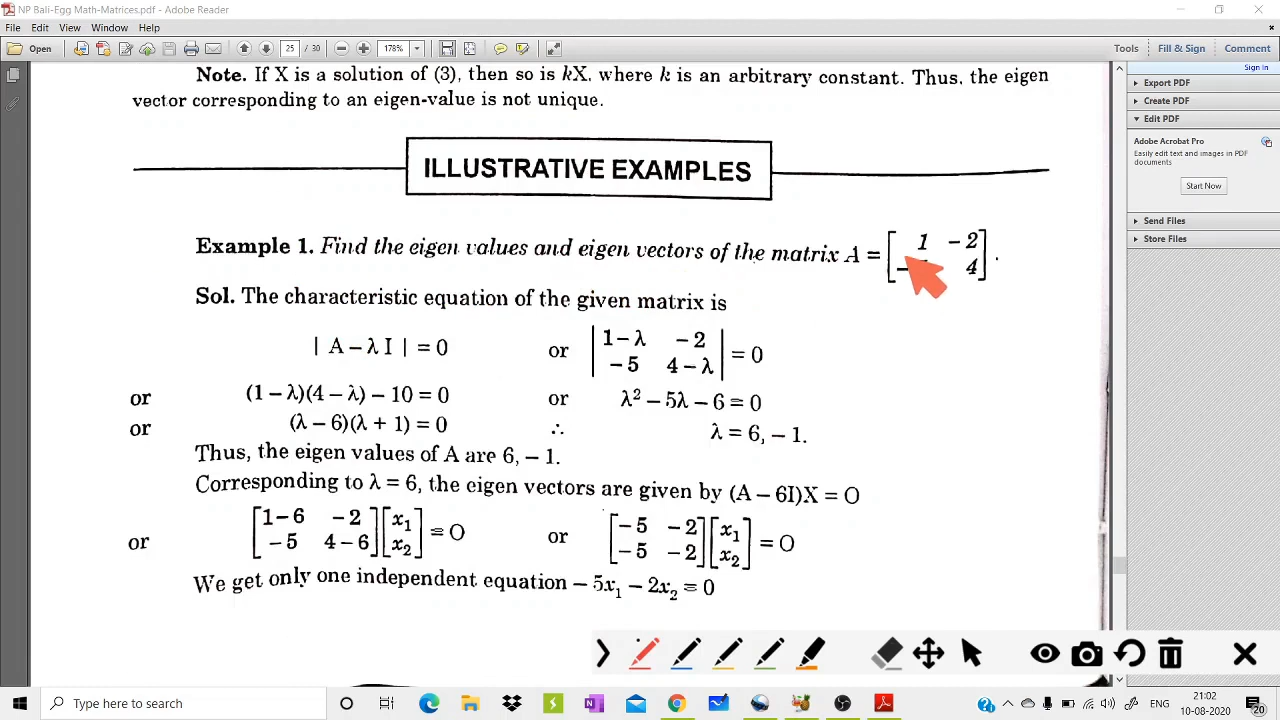 NP Bali-Egg Math-Matrices.pdf - Adobe Reader
File Edit View Window Help
Open 25 / 30 178% Tools Fill & Sign Comment
Sign In
Export PDF
Create PDF
Edit PDF
Adobe Acrobat Pro
Easily edit text and images in PDF
documents
Start Now
Send Files
Store Files
Note. If X is a solution of (3), then so is kX, where k is an arbitrary constant. Thus, the eigen
vector corresponding to an eigen-value is not unique.
ILLUSTRATIVE EXAMPLES
Example 1. Find the eigen values and eigen vectors of the matrix A = [ 1 – 2
– 4 ] .
Sol. The characteristic equation of the given matrix is
| A – λ I | = 0 or | 1 – λ – 2
– 5 4 – λ | = 0
or (1 – λ)(4 – λ) – 10 = 0 or λ² – 5λ – 6 = 0
or (λ – 6)(λ + 1) = 0 ∴ λ = 6, – 1.
Thus, the eigen values of A are 6, – 1.
Corresponding to λ = 6, the eigen vectors are given by (A – 6I)X = O
or [ 1 – 6 – 2
– 5 4 – 6 ] [ x₁
x₂ ] = O or [ – 5 – 2
– 5 – 2 ] [ x₁
x₂ ] = O
We get only one independent equation – 5x₁ – 2x₂ = 0
Type here to search
21:02
10-08-2020
20